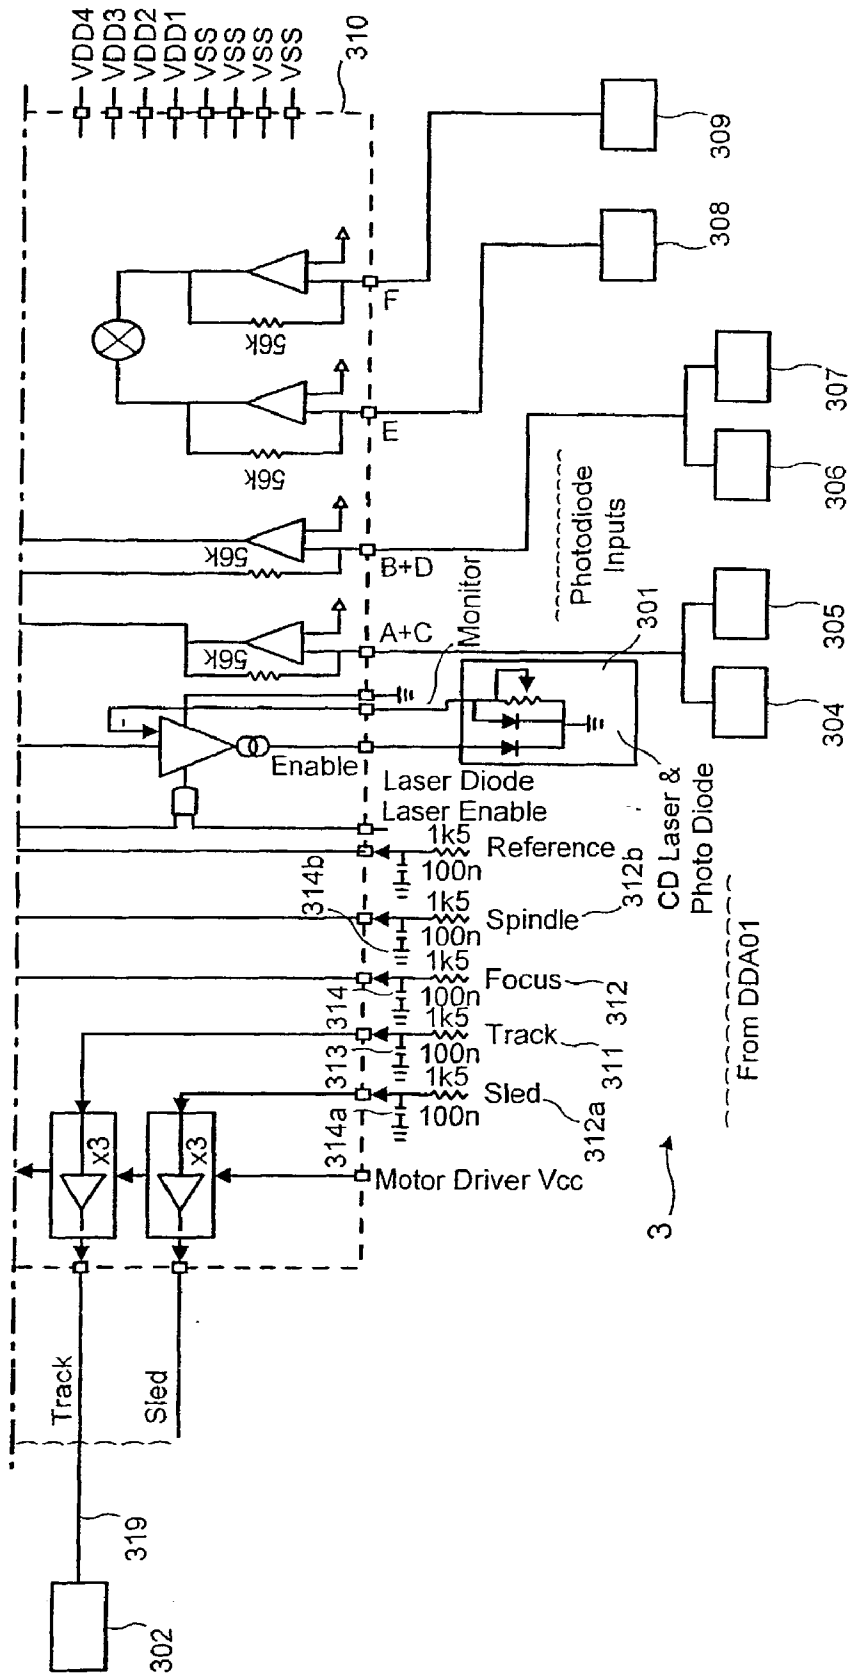 VDD4
VDD3
VDD2
VDD1
VSS
VSS
VSS
VSS
310
309
308
F
56k
E
56k
307
306
B+D
56k
Photodiode
Inputs
A+C
56k
Monitor
301
305
304
-
Enable
Laser Diode
Laser Enable
CD Laser &
Photo Diode
1k5
100n
Reference
314b
1k5
100n
Spindle
312b
314
1k5
100n
Focus
312
313
1k5
100n
Track
311
314a
1k5
100n
Sled
312a
From DDA01
x3
x3
Motor Driver Vcc
3
Track
Sled
319
302